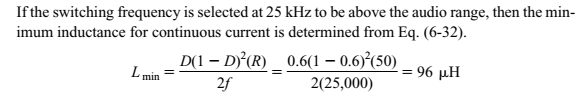 If the switching frequency is selected at 25 kHz to be above the audio range, then the min-
imum inductance for continuous current is determined from Eq. (6-32).
L min = D(1 − D)²(R) / 2f = 0.6(1 − 0.6)²(50) / 2(25,000) = 96 μH